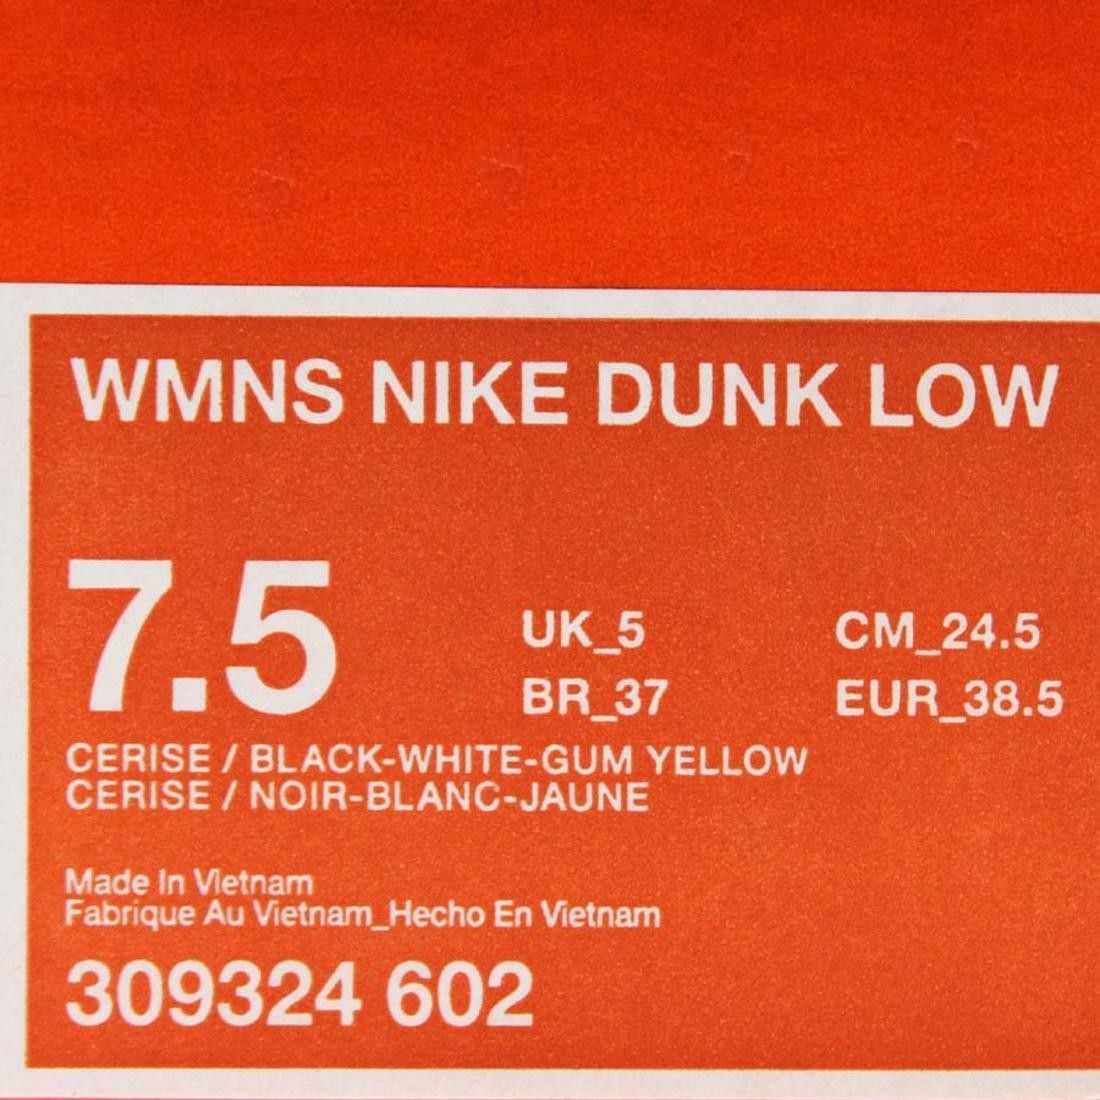 WMNS NIKE DUNK LOW
7.5
UK_5 CM_24.5
BR_37 EUR_38.5
CERISE / BLACK-WHITE-GUM YELLOW
CERISE / NOIR-BLANC-JAUNE
Made In Vietnam
Fabrique Au Vietnam_Hecho En Vietnam
309324 602